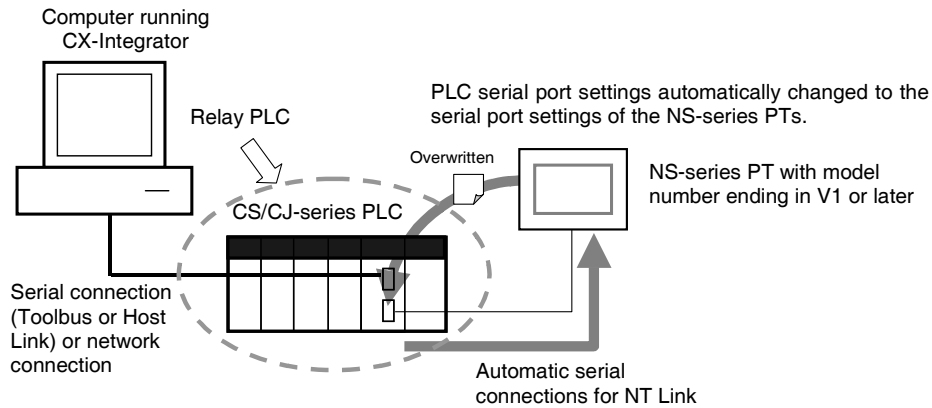 Computer running
CX-Integrator
PLC serial port settings automatically changed to the
serial port settings of the NS-series PTs.
Relay PLC
Overwritten
NS-series PT with model
number ending in V1 or later
CS/CJ-series PLC
Serial connection
(Toolbus or Host
Link) or network
connection
Automatic serial
connections for NT Link